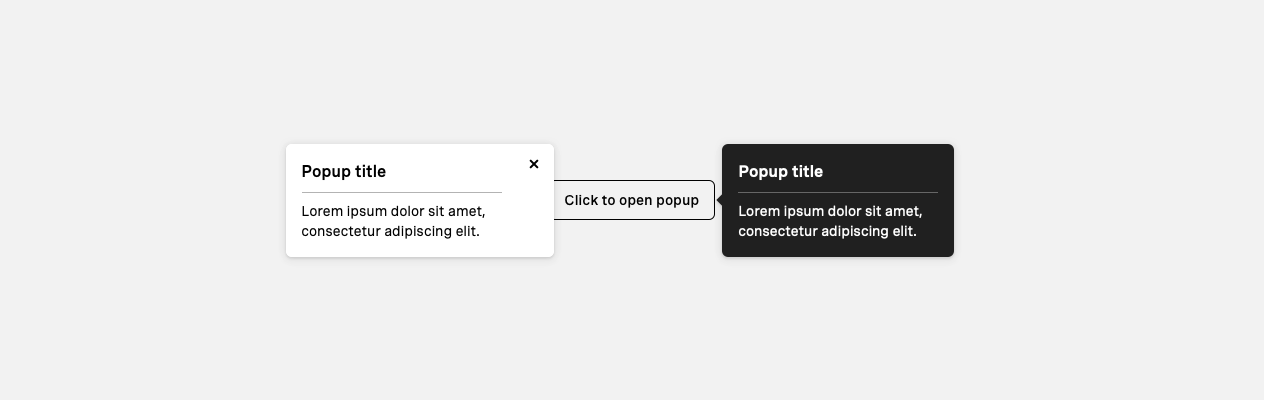 Popup title
Lorem ipsum dolor sit amet,
consectetur adipiscing elit.
Click to open popup
Popup title
Lorem ipsum dolor sit amet,
consectetur adipiscing elit.